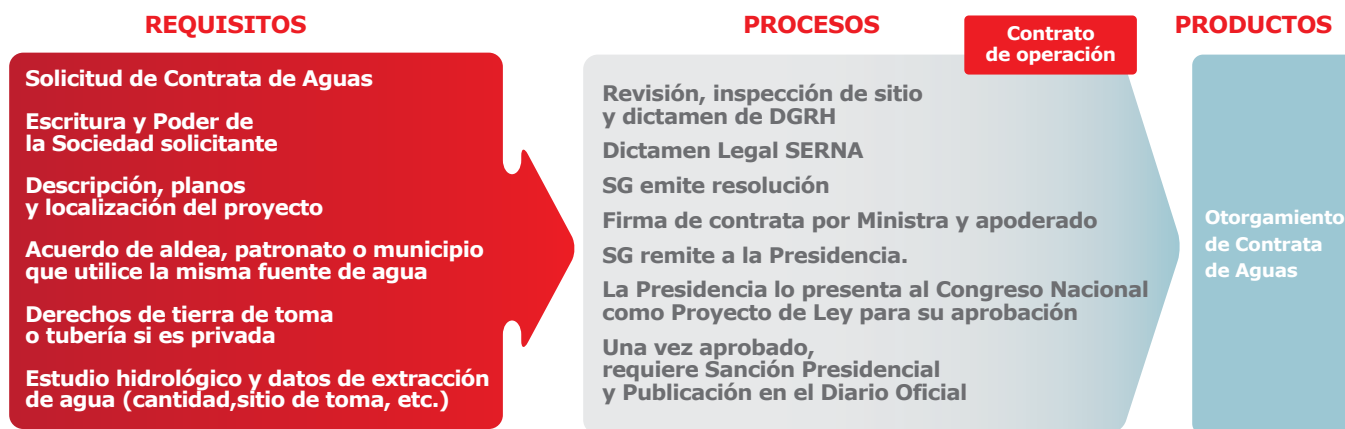 REQUISITOS
Solicitud de Contrata de Aguas
Escritura y Poder de
la Sociedad solicitante
Descripción, planos
y localización del proyecto
Acuerdo de aldea, patronato o municipio
que utilice la misma fuente de agua
Derechos de tierra de toma
o tubería si es privada
Estudio hidrológico y datos de extracción
de agua (cantidad,sitio de toma, etc.)
PROCESOS
Contrato
de operación
Revisión, inspección de sitio
y dictamen de DGRH
Dictamen Legal SERNA
SG emite resolución
Firma de contrata por Ministra y apoderado
SG remite a la Presidencia.
La Presidencia lo presenta al Congreso Nacional
como Proyecto de Ley para su aprobación
Una vez aprobado,
requiere Sanción Presidencial
y Publicación en el Diario Oficial
PRODUCTOS
Otorgamiento
de Contrata
de Aguas